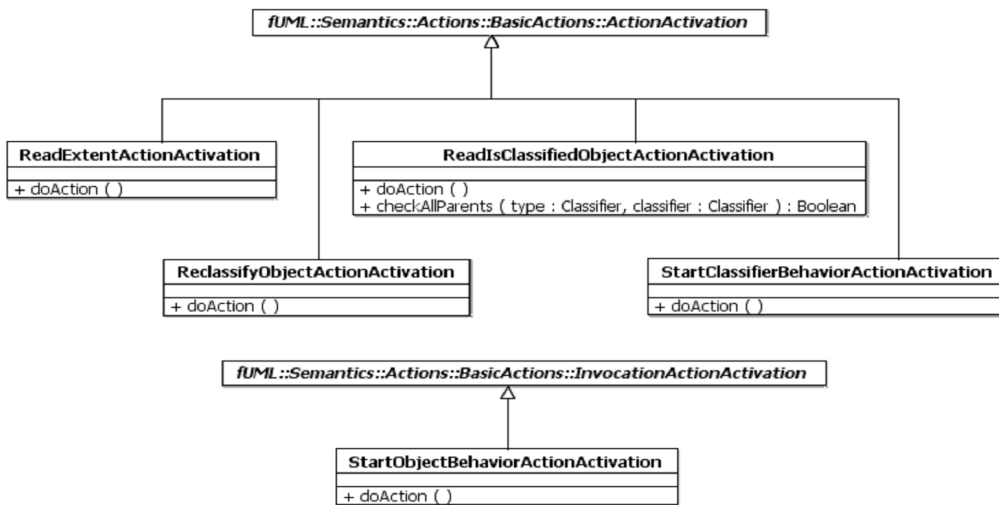 fUML::Semantics::Actions::BasicActions::ActionActivation
ReadExtentActionActivation
+ doAction ( )
ReadIsClassifiedObjectActionActivation
+ doAction ( )
+ checkAllParents ( type : Classifier, classifier : Classifier ) : Boolean
ReclassifyObjectActionActivation
+ doAction ( )
StartClassifierBehaviorActionActivation
+ doAction ( )
fUML::Semantics::Actions::BasicActions::InvocationActionActivation
StartObjectBehaviorActionActivation
+ doAction ( )